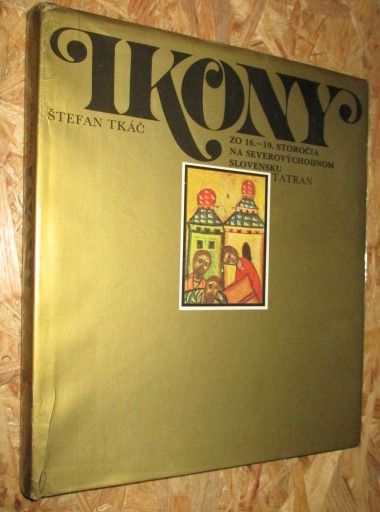 IKONY
ŠTEFAN TKÁČ
ZO 16.-19. STOROČIA
NA SEVEROVÝCHODNOM
SLOVENSKU
TATRAN